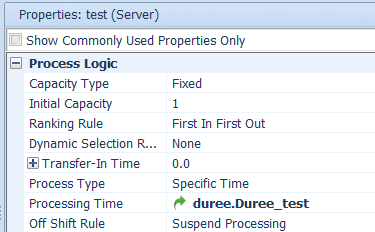 Properties: test (Server)
Show Commonly Used Properties Only
Process Logic
Capacity Type Fixed
Initial Capacity 1
Ranking Rule First In First Out
Dynamic Selection R... None
Transfer-In Time 0.0
Process Type Specific Time
Processing Time duree.Duree_test
Off Shift Rule Suspend Processing